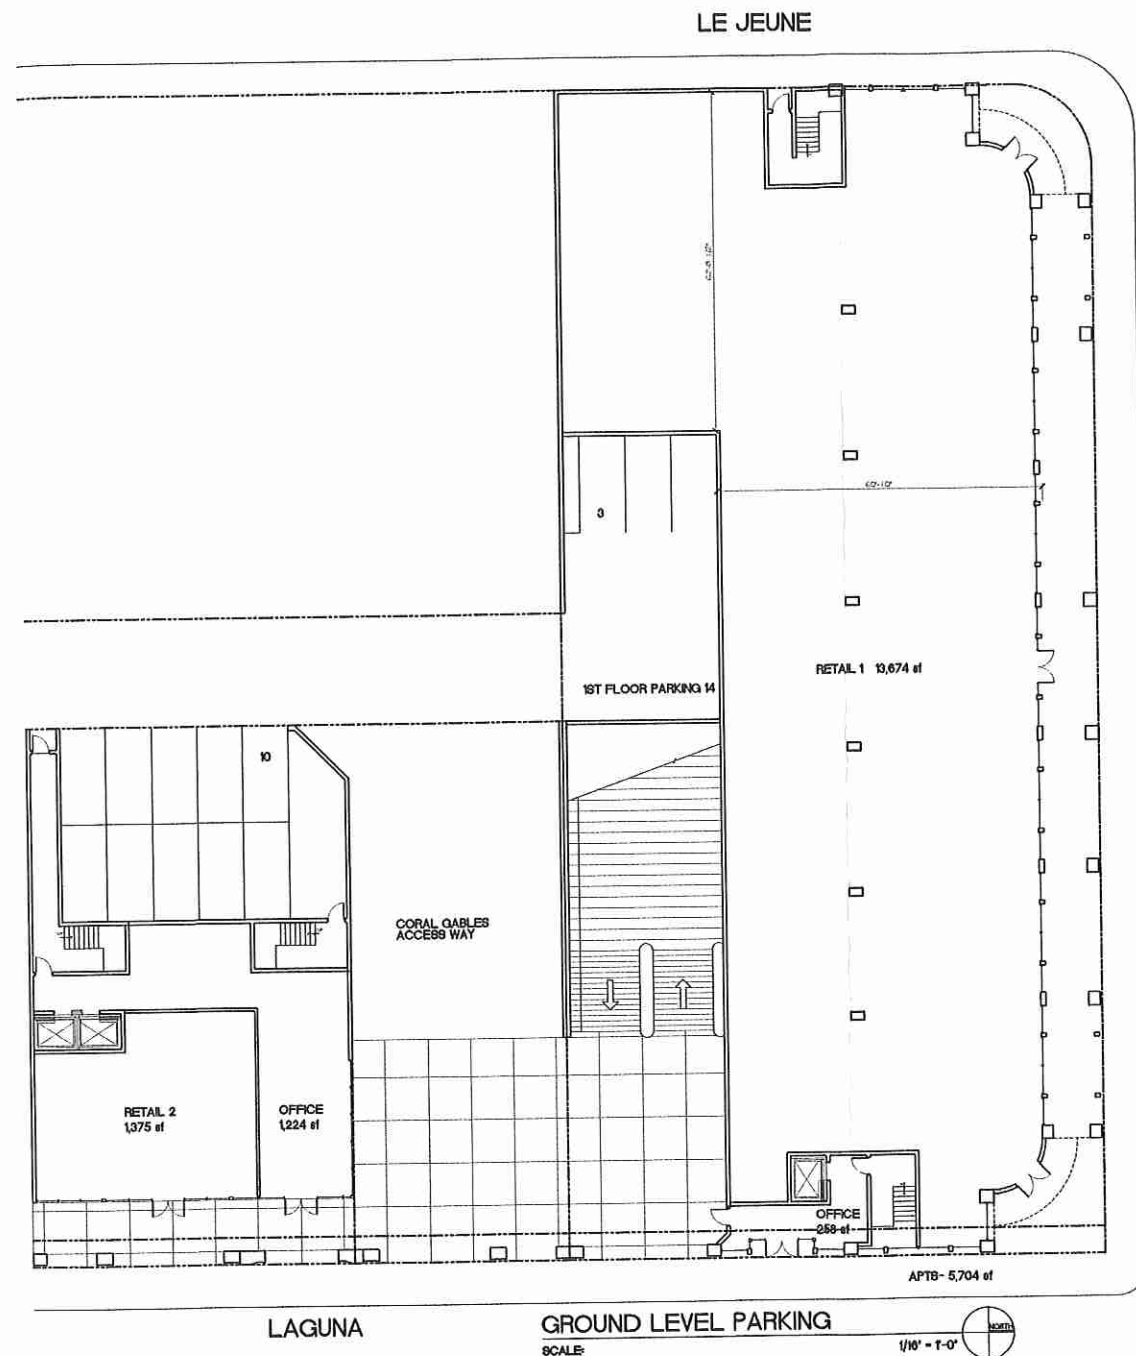 LE JEUNE
60'-10"
3
RETAIL 1 13,674 sf
1ST FLOOR PARKING 14
10
CORAL GABLES
ACCESS WAY
RETAIL 2
1,375 sf
OFFICE
1,224 sf
OFFICE
258 sf
APTS- 5,704 sf
LAGUNA
GROUND LEVEL PARKING
SCALE:
1/16" = 1'-0"
NORTH